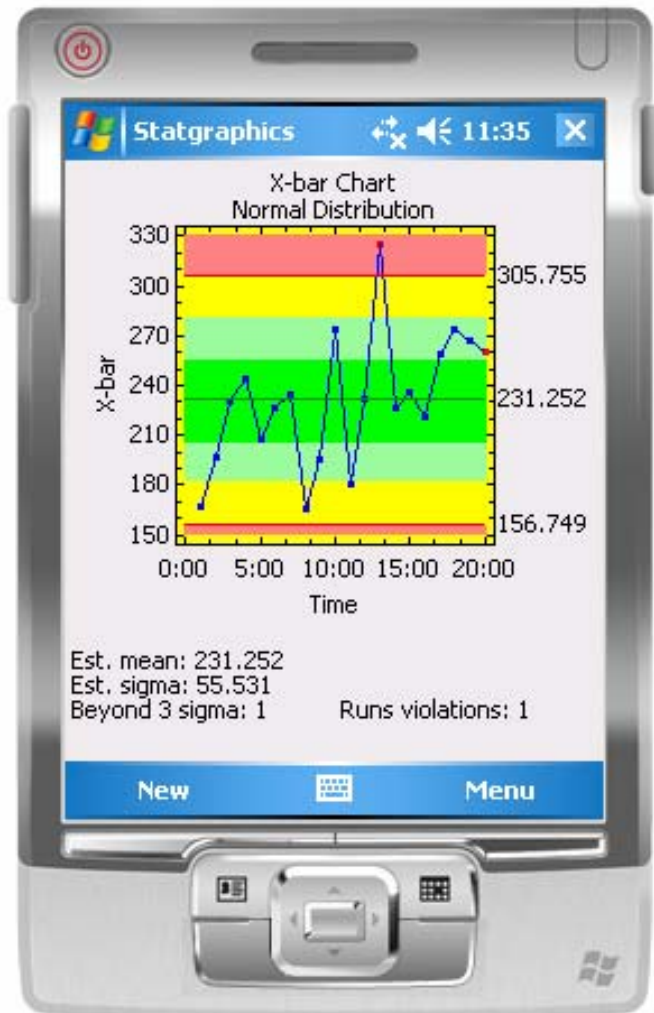 Statgraphics 11:35
X-bar Chart
Normal Distribution
330
300
270
240
210
180
150
X-bar
305.755
231.252
156.749
0:00 5:00 10:00 15:00 20:00
Time
Est. mean: 231.252
Est. sigma: 55.531
Beyond 3 sigma: 1 Runs violations: 1
New Menu